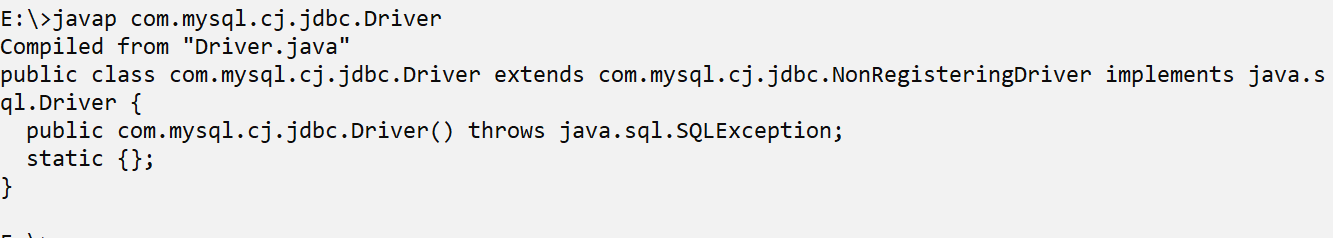 E:\>javap com.mysql.cj.jdbc.Driver
Compiled from "Driver.java"
public class com.mysql.cj.jdbc.Driver extends com.mysql.cj.jdbc.NonRegisteringDriver implements java.s
ql.Driver {
  public com.mysql.cj.jdbc.Driver() throws java.sql.SQLException;
  static {};
}